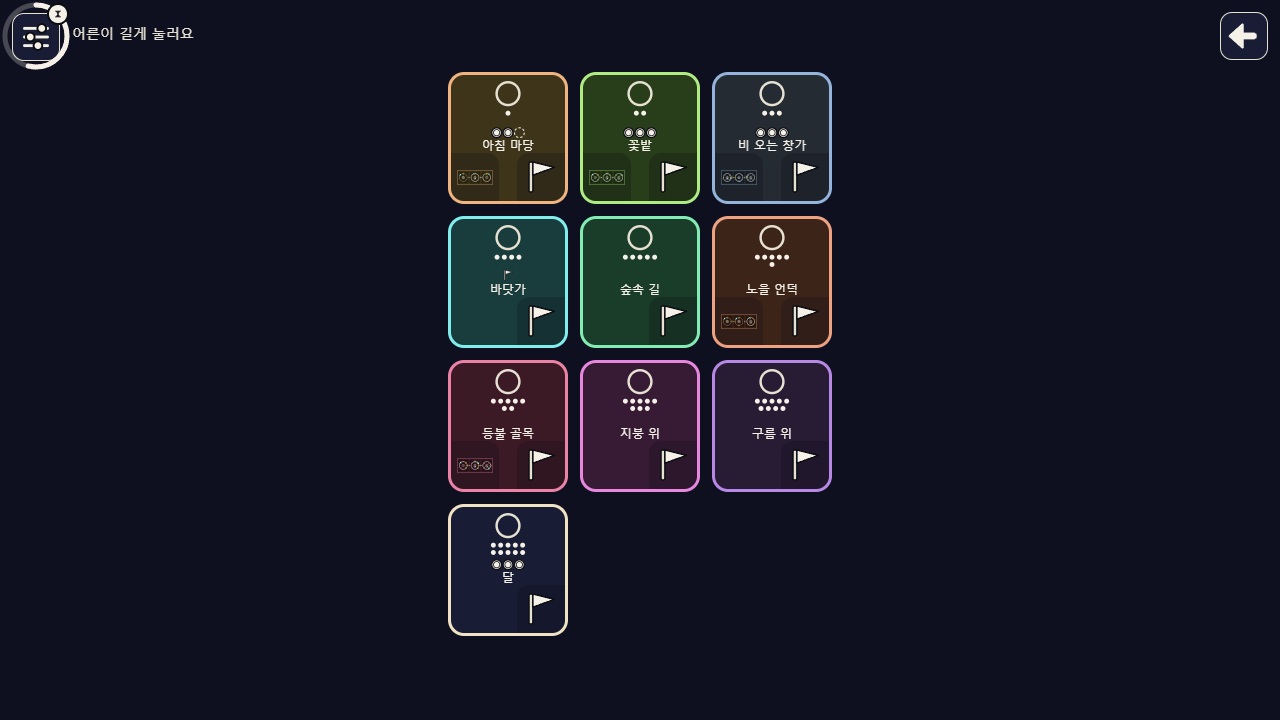 어른이 길게 눌러요
아침 마당
꽃밭
비 오는 창가
바닷가
숲속 길
노을 언덕
등불 골목
지붕 위
구름 위
달